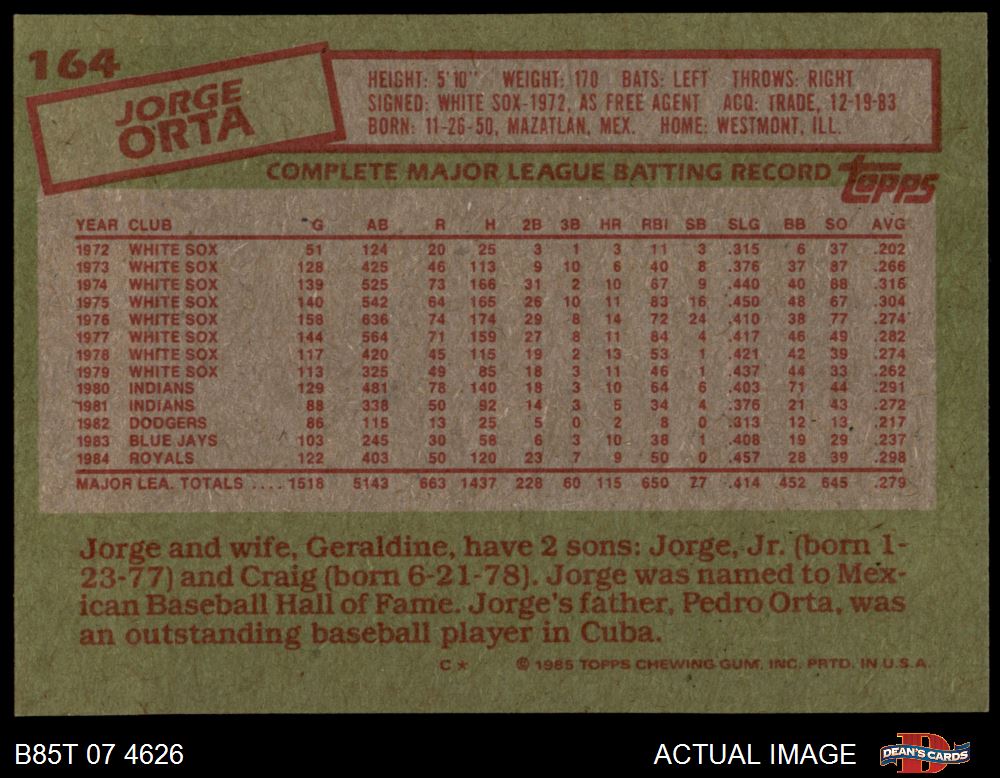 164
JORGE
ORTA
HEIGHT: 5'10" WEIGHT: 170 BATS: LEFT THROWS: RIGHT
SIGNED: WHITE SOX-1972, AS FREE AGENT ACQ: TRADE, 12-19-83
BORN: 11-26-50, MAZATLAN, MEX. HOME: WESTMONT, ILL.
COMPLETE MAJOR LEAGUE BATTING RECORD topps
YEAR CLUB G AB R H 2B 3B HR RBI SB SLG BB SO AVG
1972 WHITE SOX 51 124 20 25 3 1 3 11 3 .315 6 37 .202
1973 WHITE SOX 128 425 46 113 9 10 6 40 8 .376 37 87 .266
1974 WHITE SOX 139 525 73 166 31 2 10 67 9 .440 40 88 .316
1975 WHITE SOX 140 542 64 165 26 10 11 83 16 .450 48 67 .304
1976 WHITE SOX 158 636 74 174 29 8 14 72 24 .410 38 77 .274
1977 WHITE SOX 144 564 71 159 27 8 11 84 4 .417 46 49 .282
1978 WHITE SOX 117 420 45 115 19 2 13 53 1 .421 42 39 .274
1979 WHITE SOX 113 325 49 85 18 3 11 46 1 .437 44 33 .262
1980 INDIANS 129 481 78 140 18 3 10 64 6 .403 71 44 .291
1981 INDIANS 88 338 50 92 14 3 5 34 4 .376 21 43 .272
1982 DODGERS 86 115 13 25 5 0 2 8 0 .313 12 13 .217
1983 BLUE JAYS 103 245 30 58 6 3 10 38 1 .408 19 29 .237
1984 ROYALS 122 403 50 120 23 7 9 50 0 .457 28 39 .298
MAJOR LEA. TOTALS .... 1518 5143 663 1437 228 60 115 650 77 .414 452 645 .279
Jorge and wife, Geraldine, have 2 sons: Jorge, Jr. (born 1-
23-77) and Craig (born 6-21-78). Jorge was named to Mex-
ican Baseball Hall of Fame. Jorge's father, Pedro Orta, was
an outstanding baseball player in Cuba.
C* © 1985 TOPPS CHEWING GUM, INC. PRTD. IN U.S.A.
B85T 07 4626 ACTUAL IMAGE D DEAN'S CARDS